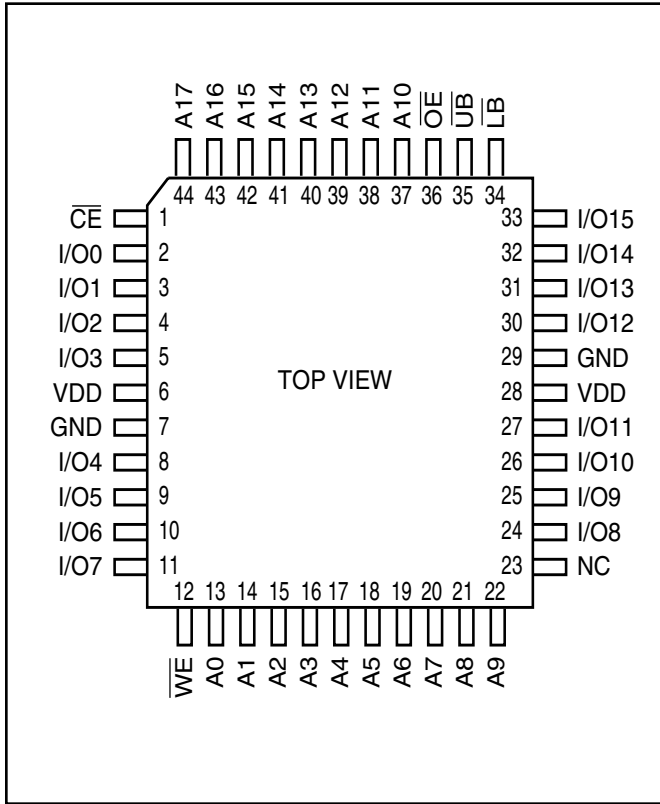 A17 A16 A15 A14 A13 A12 A11 A10 OE UB LB
44 43 42 41 40 39 38 37 36 35 34
CE 1 33 I/O15
I/O0 2 32 I/O14
I/O1 3 31 I/O13
I/O2 4 30 I/O12
I/O3 5 29 GND
TOP VIEW
VDD 6 28 VDD
GND 7 27 I/O11
I/O4 8 26 I/O10
I/O5 9 25 I/O9
I/O6 10 24 I/O8
I/O7 11 23 NC
12 13 14 15 16 17 18 19 20 21 22
WE A0 A1 A2 A3 A4 A5 A6 A7 A8 A9